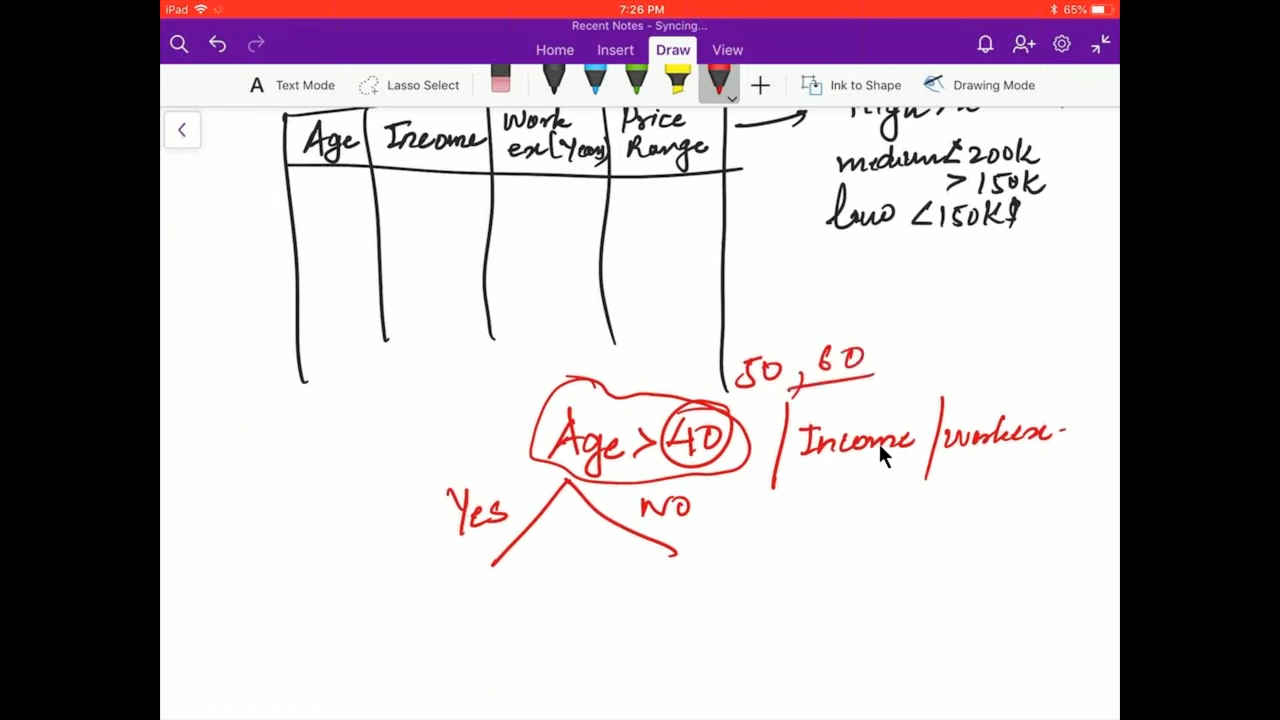 iPad 7:26 PM 65%
Recent Notes - Syncing...
Home Insert Draw View
A Text Mode Lasso Select Ink to Shape Drawing Mode
Age Income Work ex(Years) Price Range
medium < 200K
> 150K
low < 150K$
50, 60
Age > 40 / Income / workex.
Yes NO